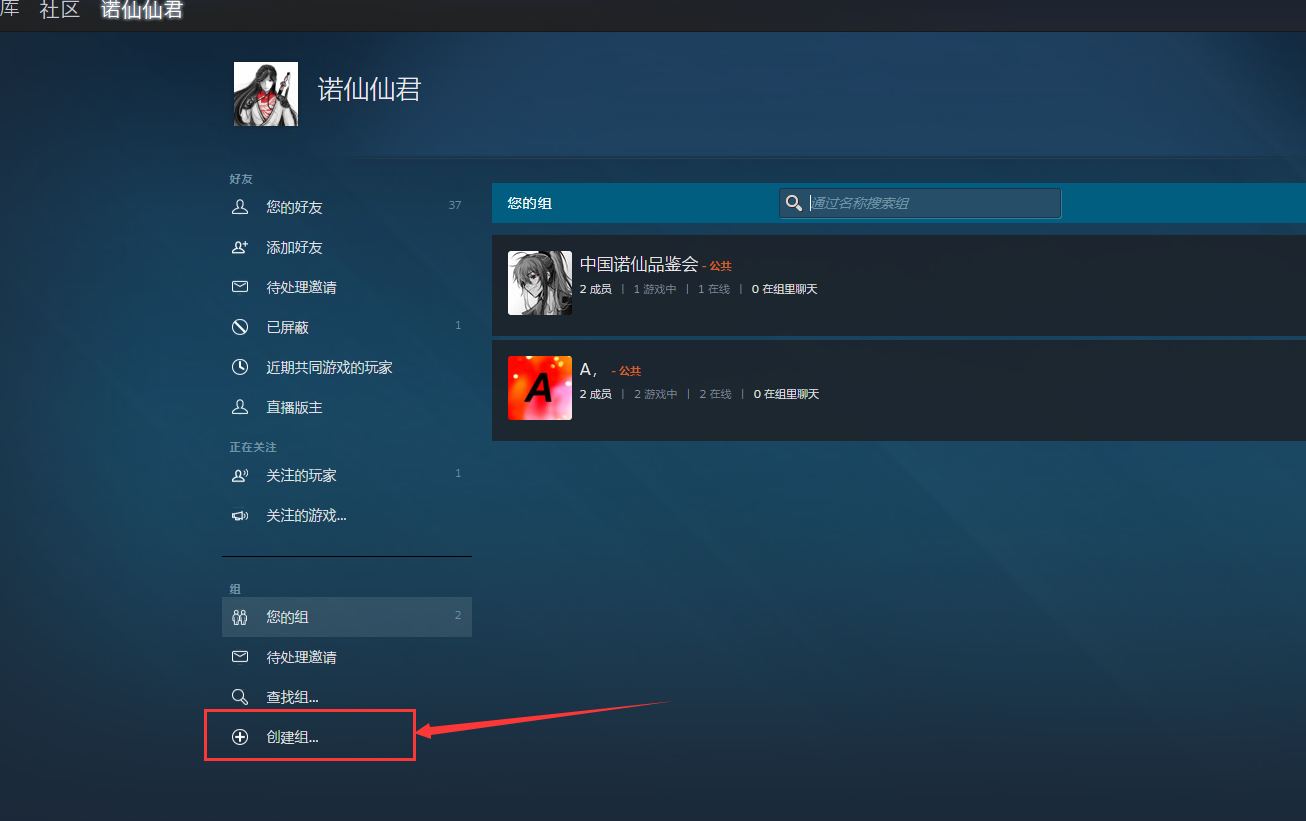 库 社区 诺仙仙君
诺仙仙君
好友
您的好友 37
添加好友
待处理邀请
已屏蔽 1
近期共同游戏的玩家
直播版主
正在关注
关注的玩家 1
关注的游戏...
组
您的组 2
待处理邀请
查找组...
创建组...
您的组 通过名称搜索组
中国诺仙品鉴会 - 公共
2 成员 | 1 游戏中 | 1 在线 | 0 在组里聊天
A
A， - 公共
2 成员 | 2 游戏中 | 2 在线 | 0 在组里聊天